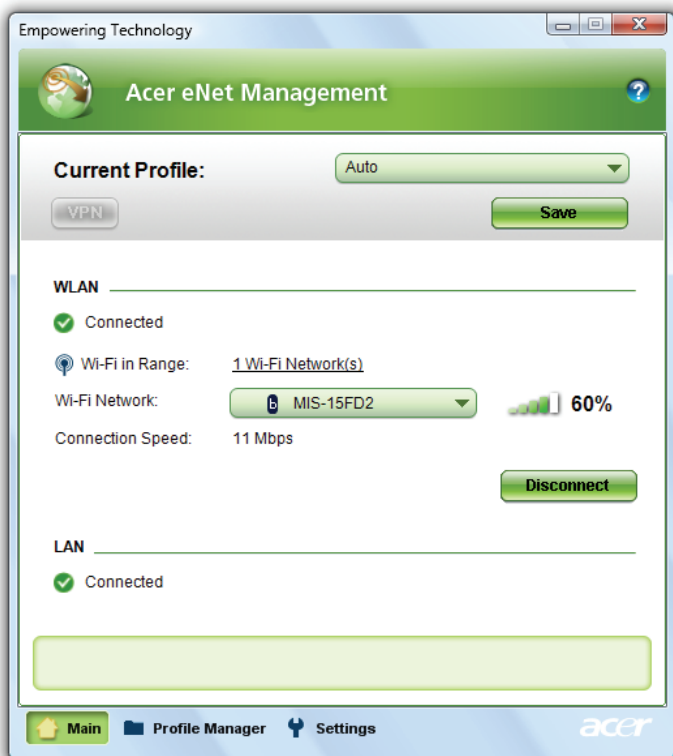 Empowering Technology
Acer eNet Management
?
Current Profile:
Auto
VPN
Save
WLAN
Connected
Wi-Fi in Range:
1 Wi-Fi Network(s)
Wi-Fi Network:
b MIS-15FD2
60%
Connection Speed:
11 Mbps
Disconnect
LAN
Connected
Main
Profile Manager
Settings
acer